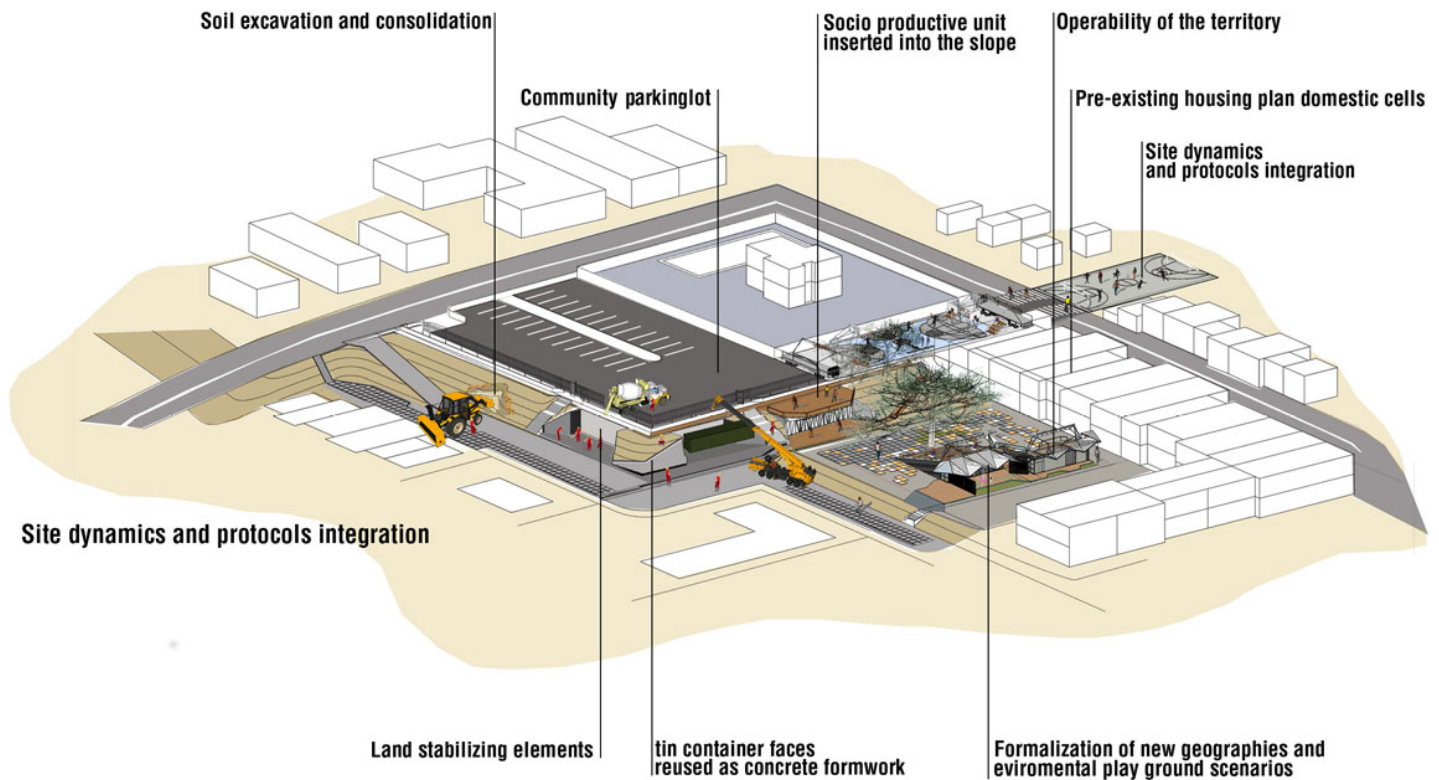 Soil excavation and consolidation
Socio productive unit
inserted into the slope
Operability of the territory
Community parkinglot
Pre-existing housing plan domestic cells
Site dynamics
and protocols integration
Site dynamics and protocols integration
Land stabilizing elements
tin container faces
reused as concrete formwork
Formalization of new geographies and
eviromental play ground scenarios